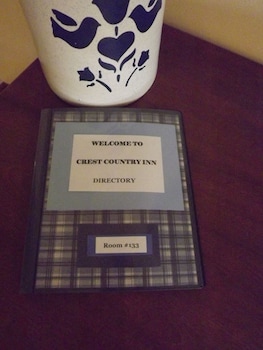 WELCOME TO
CREST COUNTRY INN
DIRECTORY
Room #133